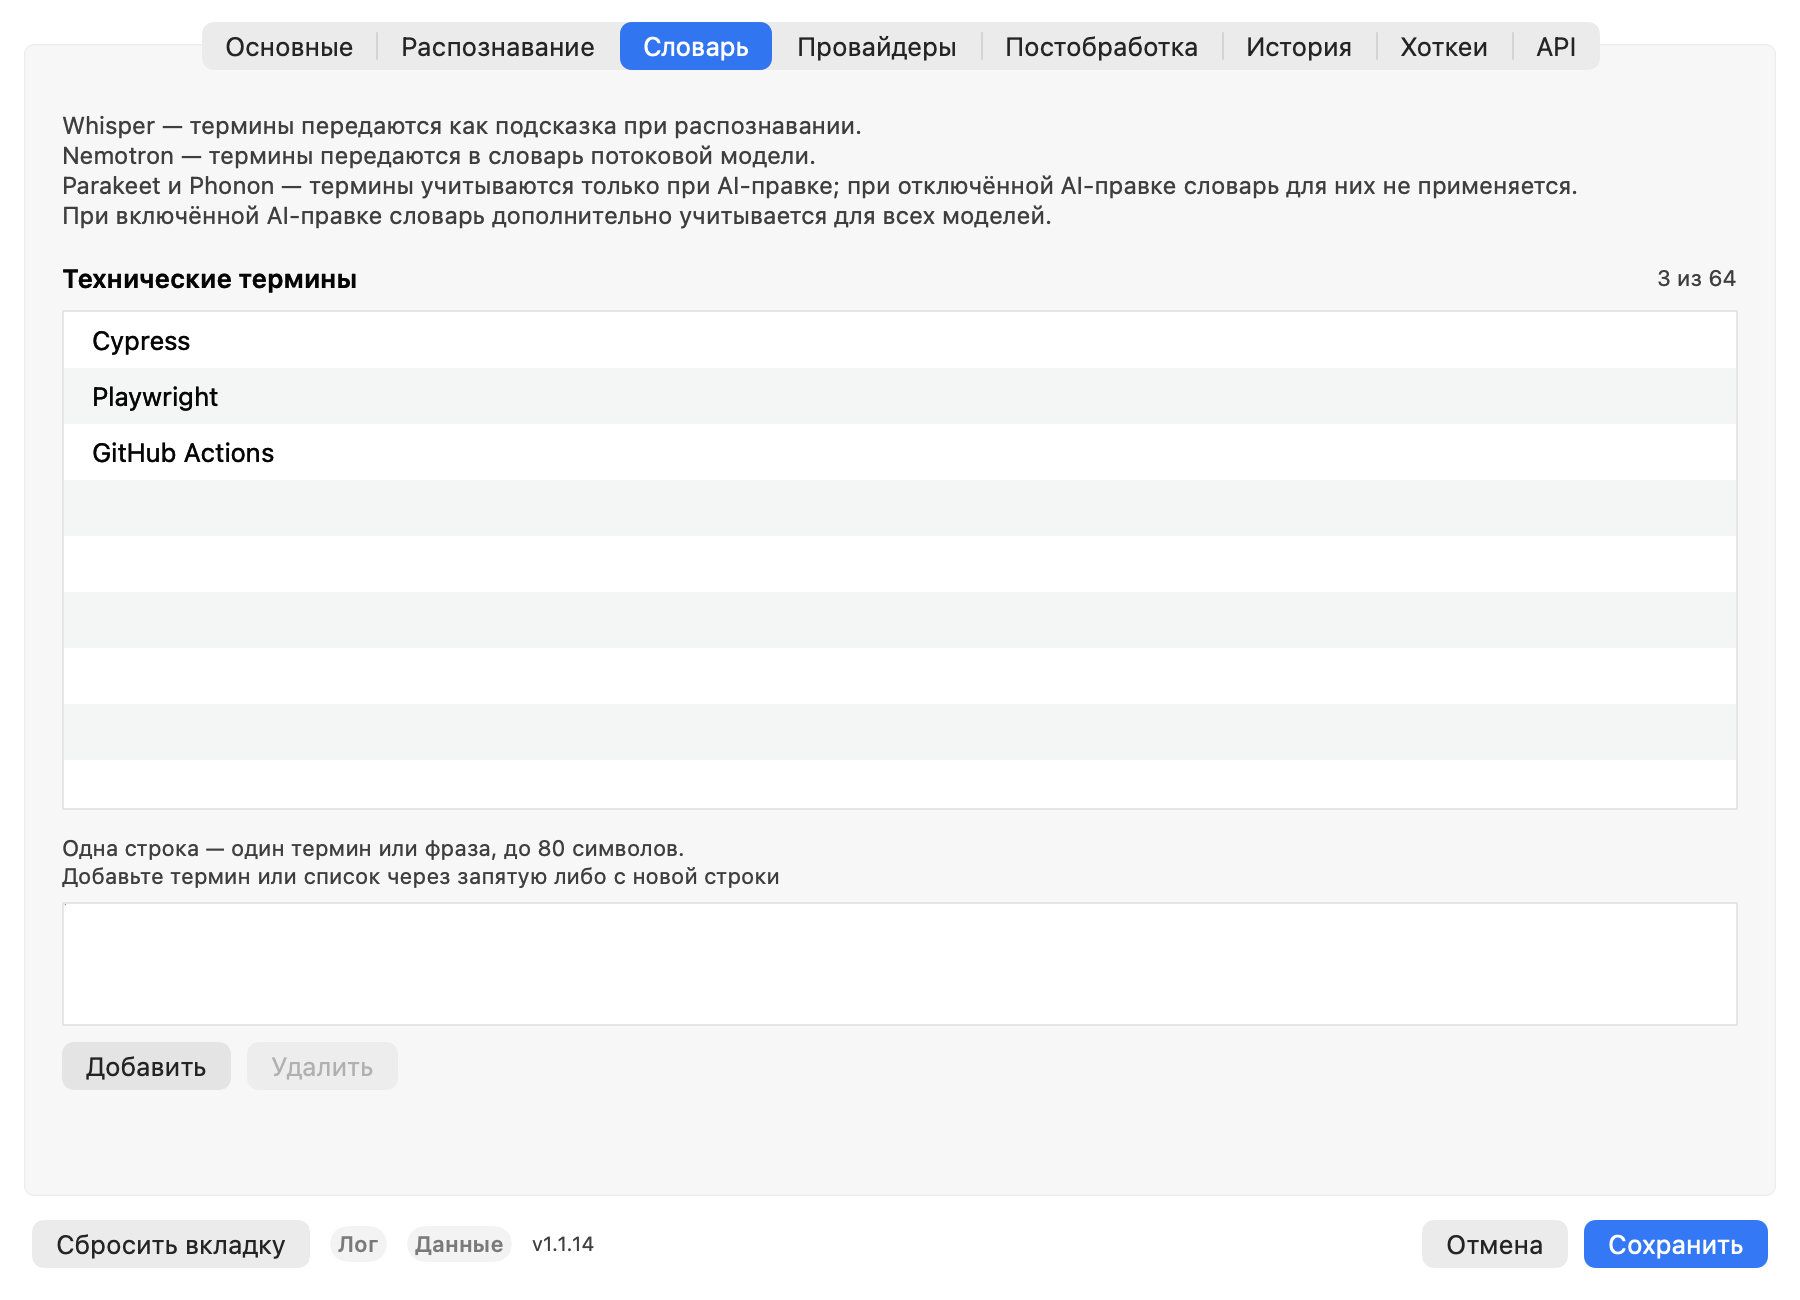 Основные Распознавание Словарь Провайдеры Постобработка История Хоткеи API
Whisper — термины передаются как подсказка при распознавании.
Nemotron — термины передаются в словарь потоковой модели.
Parakeet и Phonon — термины учитываются только при AI-правке; при отключённой AI-правке словарь для них не применяется.
При включённой AI-правке словарь дополнительно учитывается для всех моделей.
Технические термины 3 из 64
Cypress
Playwright
GitHub Actions
Одна строка — один термин или фраза, до 80 символов.
Добавьте термин или список через запятую либо с новой строки
Добавить Удалить
Сбросить вкладку Лог Данные v1.1.14 Отмена Сохранить